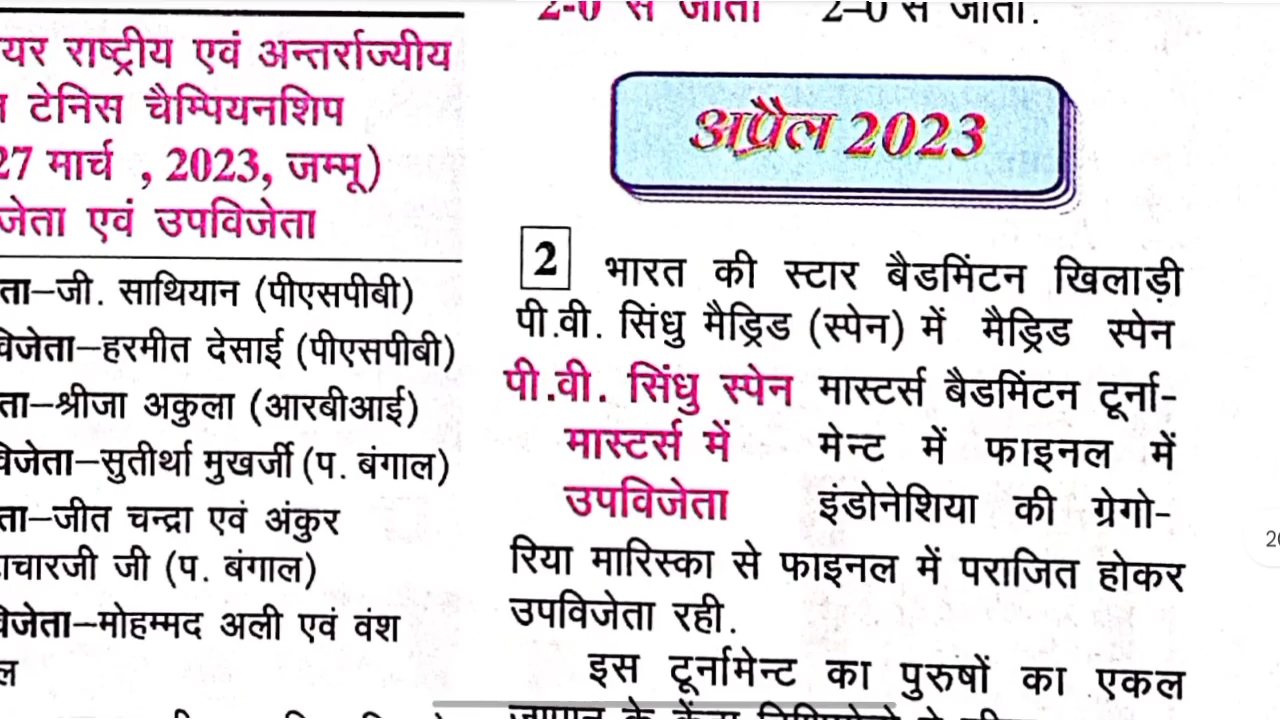 यर राष्ट्रीय एवं अन्तर्राज्यीय
टेनिस चैम्पियनशिप
27 मार्च , 2023, जम्मू)
जेता एवं उपविजेता
ता–जी. साथियान (पीएसपीबी)
विजेता–हरमीत देसाई (पीएसपीबी)
ता–श्रीजा अकुला (आरबीआई)
विजेता–सुतीर्था मुखर्जी (प. बंगाल)
ता–जीत चन्द्रा एवं अंकुर
चारजी जी (प. बंगाल)
विजेता–मोहम्मद अली एवं वंश
ल
2-0 से जीता 2–0 से जीता.
अप्रैल 2023
2 भारत की स्टार बैडमिंटन खिलाड़ी
पी.वी. सिंधु मैड्रिड (स्पेन) में मैड्रिड स्पेन
पी.वी. सिंधु स्पेन मास्टर्स बैडमिंटन टूर्ना-
मास्टर्स में मेन्ट में फाइनल में
उपविजेता इंडोनेशिया की ग्रेगो-
रिया मारिस्का से फाइनल में पराजित होकर
उपविजेता रही.
इस टूर्नामेन्ट का पुरुषों का एकल
20